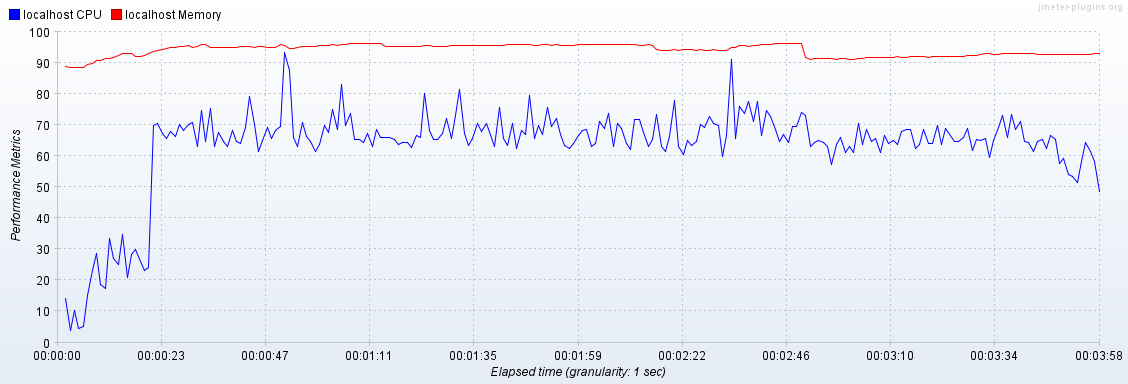 localhost CPU localhost Memory
jmeter-plugins.org
100
90
80
70
60
50
40
30
20
10
0
Performance Metrics
00:00:00 00:00:23 00:00:47 00:01:11 00:01:35 00:01:59 00:02:22 00:02:46 00:03:10 00:03:34 00:03:58
Elapsed time (granularity: 1 sec)